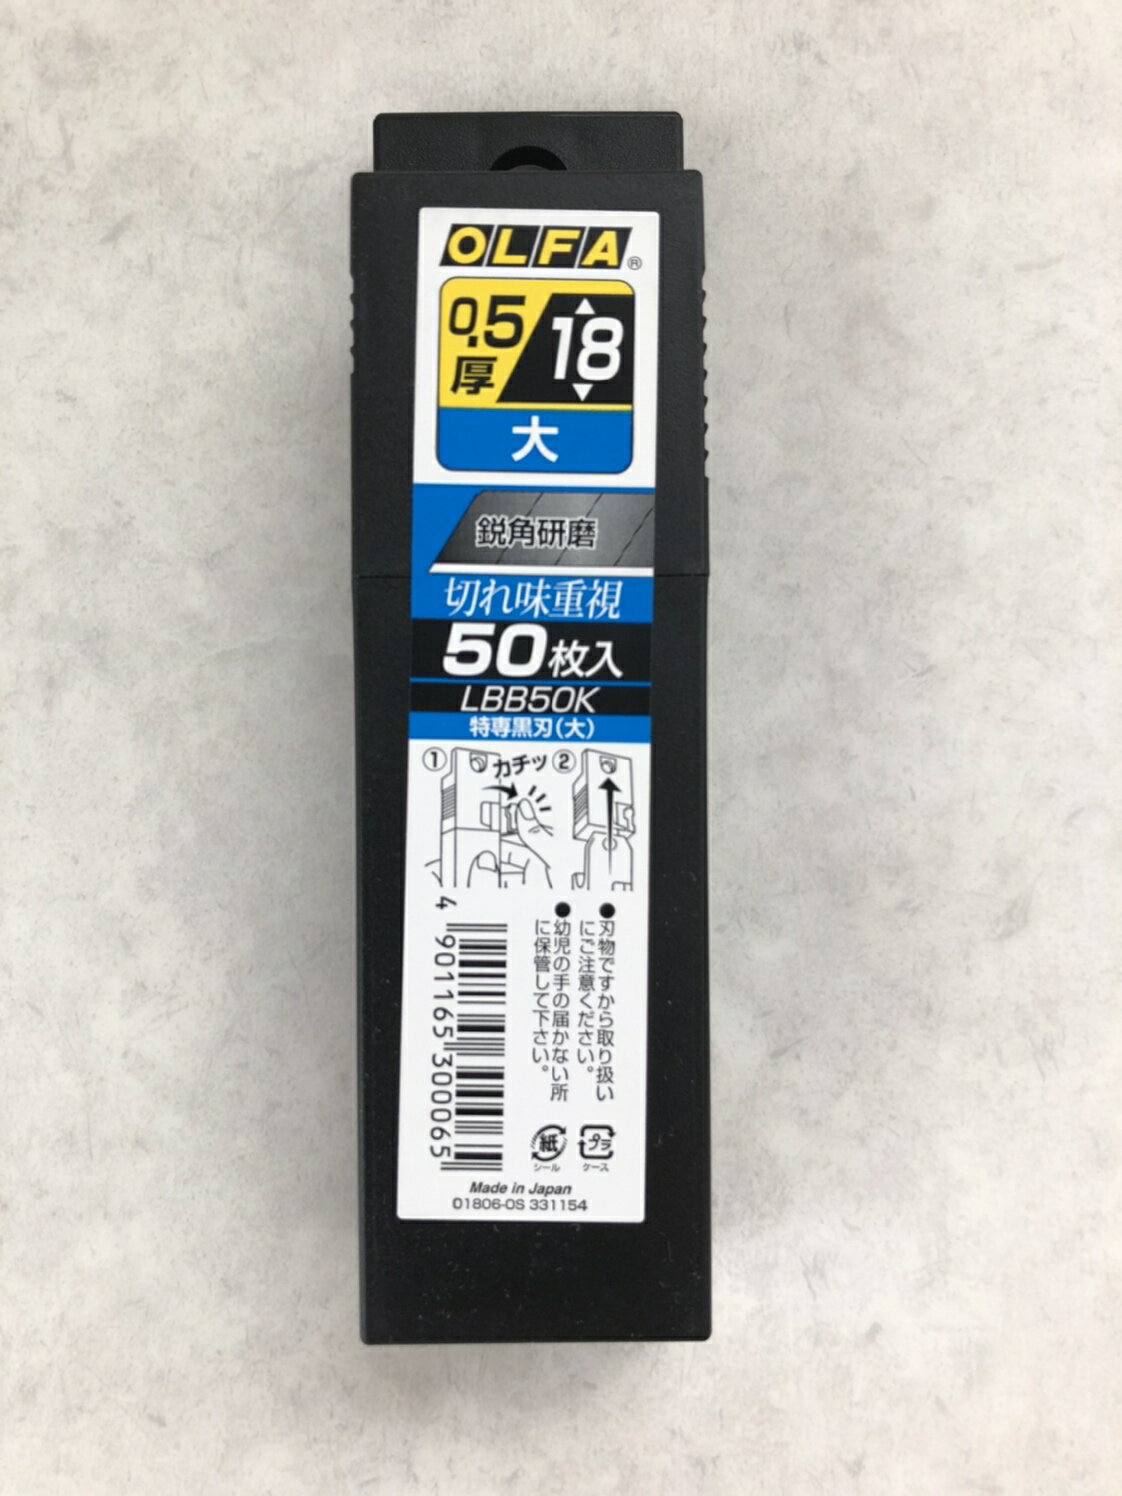 OLFA®
0.5
厚
18
大
鋭角研磨
切れ味重視
50枚入
LBB50K
特専黒刃(大)
① カチッ ②
●刃物ですから取り扱い
にご注意ください。
●幼児の手の届かない所
に保管して下さい。
4 901165 300065
紙
シール
プラ
ケース
Made in Japan
01806-0S 331154